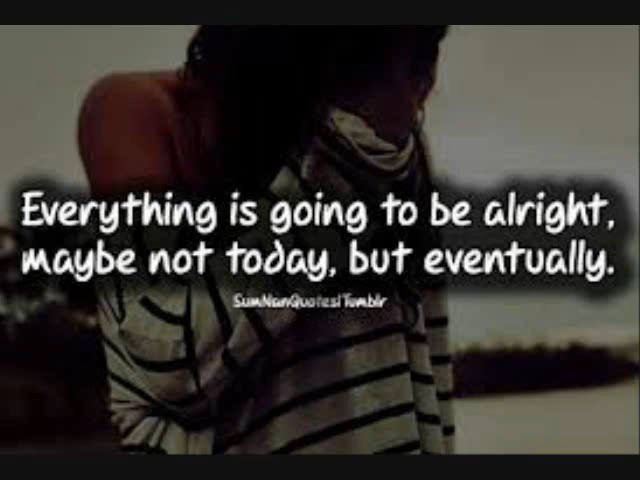 Everything is going to be alright,
maybe not today, but eventually.
SumNanQuotes|Tumblr